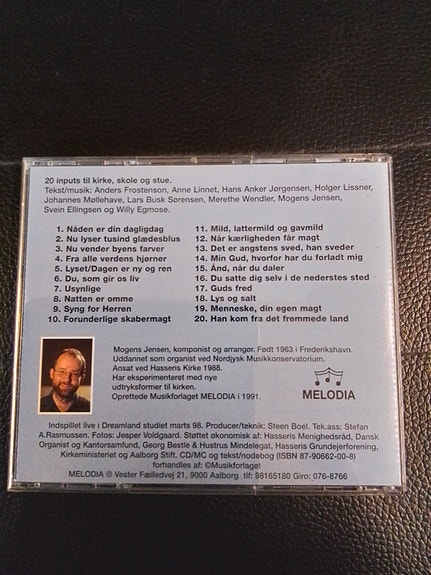 20 inputs til kirke, skole og stue.
Tekst/musik: Anders Frostenson, Anne Linnet, Hans Anker Jørgensen, Holger Lissner,
Johannes Møllehave, Lars Busk Sørensen, Merethe Wendler, Mogens Jensen,
Svein Ellingsen og Willy Egmose.
1. Nåden er din dagligdag
2. Nu lyser tusind glædesblus
3. Nu vender byens farver
4. Fra alle verdens hjørner
5. Lyset/Dagen er ny og ren
6. Du, som gir os liv
7. Usynlige
8. Natten er omme
9. Syng for Herren
10. Forunderlige skabermagt
11. Mild, lattermild og gavmild
12. Når kærligheden får magt
13. Det er angstens sved, han sveder
14. Min Gud, hvorfor har du forladt mig
15. Ånd, når du daler
16. Du satte dig selv i de nederstes sted
17. Guds fred
18. Lys og salt
19. Menneske, din egen magt
20. Han kom fra det fremmede land
Mogens Jensen, komponist og arrangør. Født 1963 i Frederikshavn.
Uddannet som organist ved Nordjysk Musikkonservatorium.
Ansat ved Hasseris Kirke 1988.
Har eksperimenteret med nye
udtryksformer til kirken.
Oprettede Musikforlaget MELODIA i 1991.
MELODIA
Indspillet live i Dreamland studiet marts 98. Producer/teknik: Steen Boel. Tek.ass: Stefan
A.Rasmussen. Fotos: Jesper Voldgaard. Støttet økonomisk af: Hasseris Menighedsråd, Dansk
Organist og Kantorsamfund, Georg Bestle & Hustrus Mindelegat, Hasseris Grundejerforening,
Kirkeministeriet og Aalborg Stift. CD/MC og tekst/nodebog (ISBN 87-90662-00-8)
forhandles af: ©Musikforlaget
MELODIA ℗ Vester Fælledvej 21, 9000 Aalborg tlf: 98165180 Giro: 076-8766